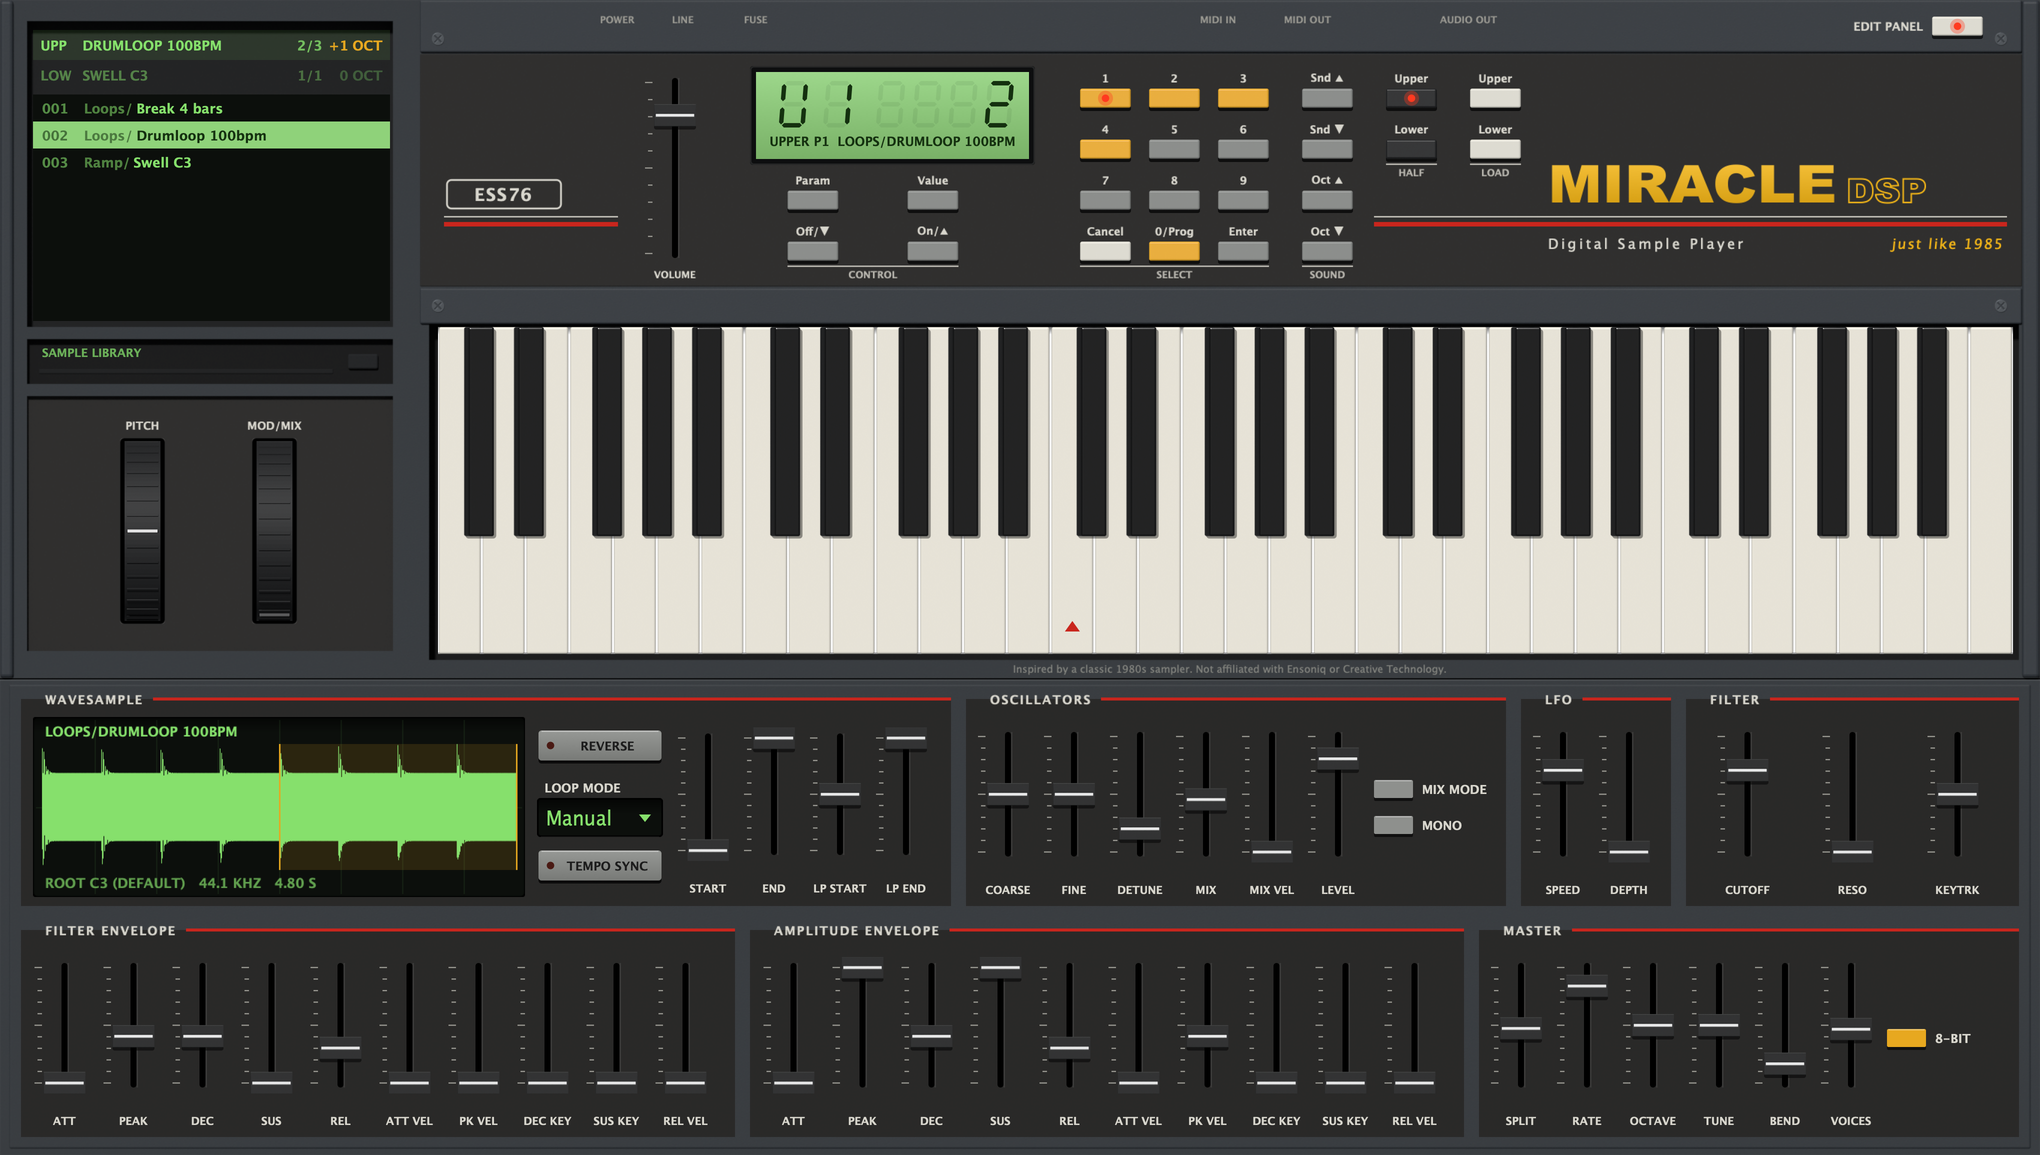 POWER LINE FUSE MIDI IN MIDI OUT AUDIO OUT
EDIT PANEL
UPP DRUMLOOP 100BPM 2/3 +1 OCT
LOW SWELL C3 1/1 0 OCT
001 Loops/ Break 4 bars
002 Loops/ Drumloop 100bpm
003 Ramp/ Swell C3
SAMPLE LIBRARY
PITCH MOD/MIX
ESS76
VOLUME
U1 2
UPPER P1 LOOPS/DRUMLOOP 100BPM
Param Value
Off/▼ On/▲
CONTROL
1 2 3 Snd ▲
4 5 6 Snd ▼
7 8 9 Oct ▲
Cancel 0/Prog Enter Oct ▼
SELECT SOUND
Upper Upper
Lower Lower
HALF LOAD
MIRACLE DSP
Digital Sample Player just like 1985
Inspired by a classic 1980s sampler. Not affiliated with Ensoniq or Creative Technology.
WAVESAMPLE
LOOPS/DRUMLOOP 100BPM
ROOT C3 (DEFAULT) 44.1 KHZ 4.80 S
REVERSE
LOOP MODE
Manual
TEMPO SYNC
START END LP START LP END
OSCILLATORS
COARSE FINE DETUNE MIX MIX VEL LEVEL
MIX MODE
MONO
LFO
SPEED DEPTH
FILTER
CUTOFF RESO KEYTRK
FILTER ENVELOPE
ATT PEAK DEC SUS REL ATT VEL PK VEL DEC KEY SUS KEY REL VEL
AMPLITUDE ENVELOPE
ATT PEAK DEC SUS REL ATT VEL PK VEL DEC KEY SUS KEY REL VEL
MASTER
SPLIT RATE OCTAVE TUNE BEND VOICES
8-BIT